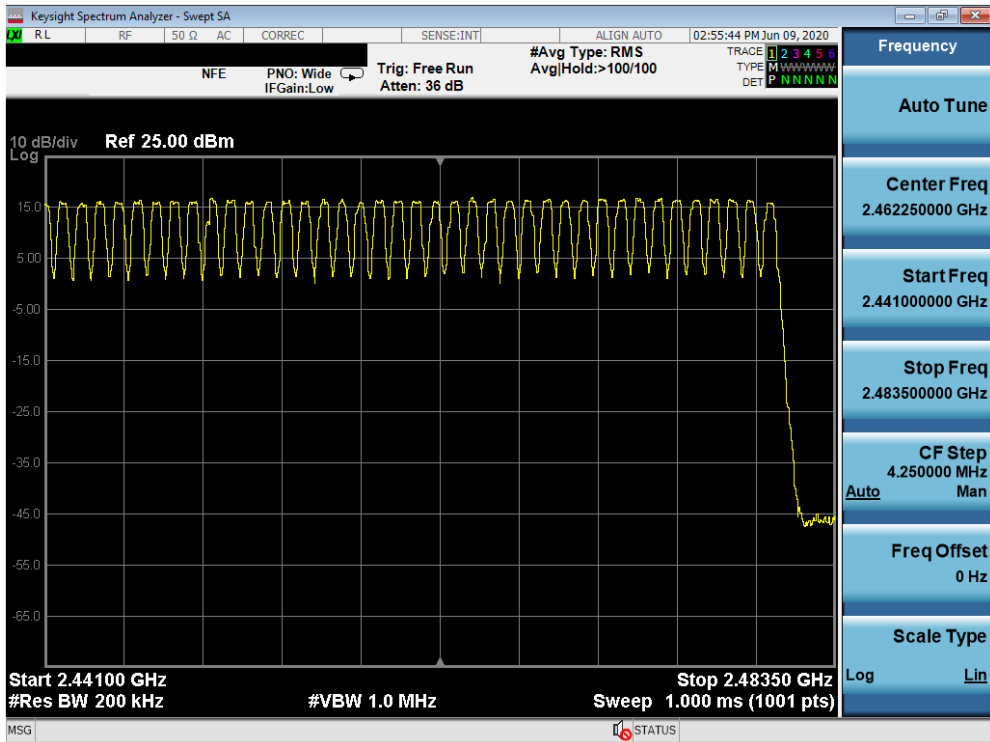 Keysight Spectrum Analyzer - Swept SA
LXI RL RF 50 Ω AC CORREC SENSE:INT ALIGN AUTO 02:55:44 PM Jun 09, 2020
#Avg Type: RMS TRACE 1 2 3 4 5 6
NFE PNO: Wide Trig: Free Run Avg|Hold:>100/100 TYPE M W W W W W
IFGain:Low Atten: 36 dB DET P N N N N N
10 dB/div Ref 25.00 dBm
Log
15.0
5.00
-5.00
-15.0
-25.0
-35.0
-45.0
-55.0
-65.0
Start 2.44100 GHz Stop 2.48350 GHz
#Res BW 200 kHz #VBW 1.0 MHz Sweep 1.000 ms (1001 pts)
MSG STATUS
Frequency
Auto Tune
Center Freq
2.462250000 GHz
Start Freq
2.441000000 GHz
Stop Freq
2.483500000 GHz
CF Step
4.250000 MHz
Auto Man
Freq Offset
0 Hz
Scale Type
Log Lin